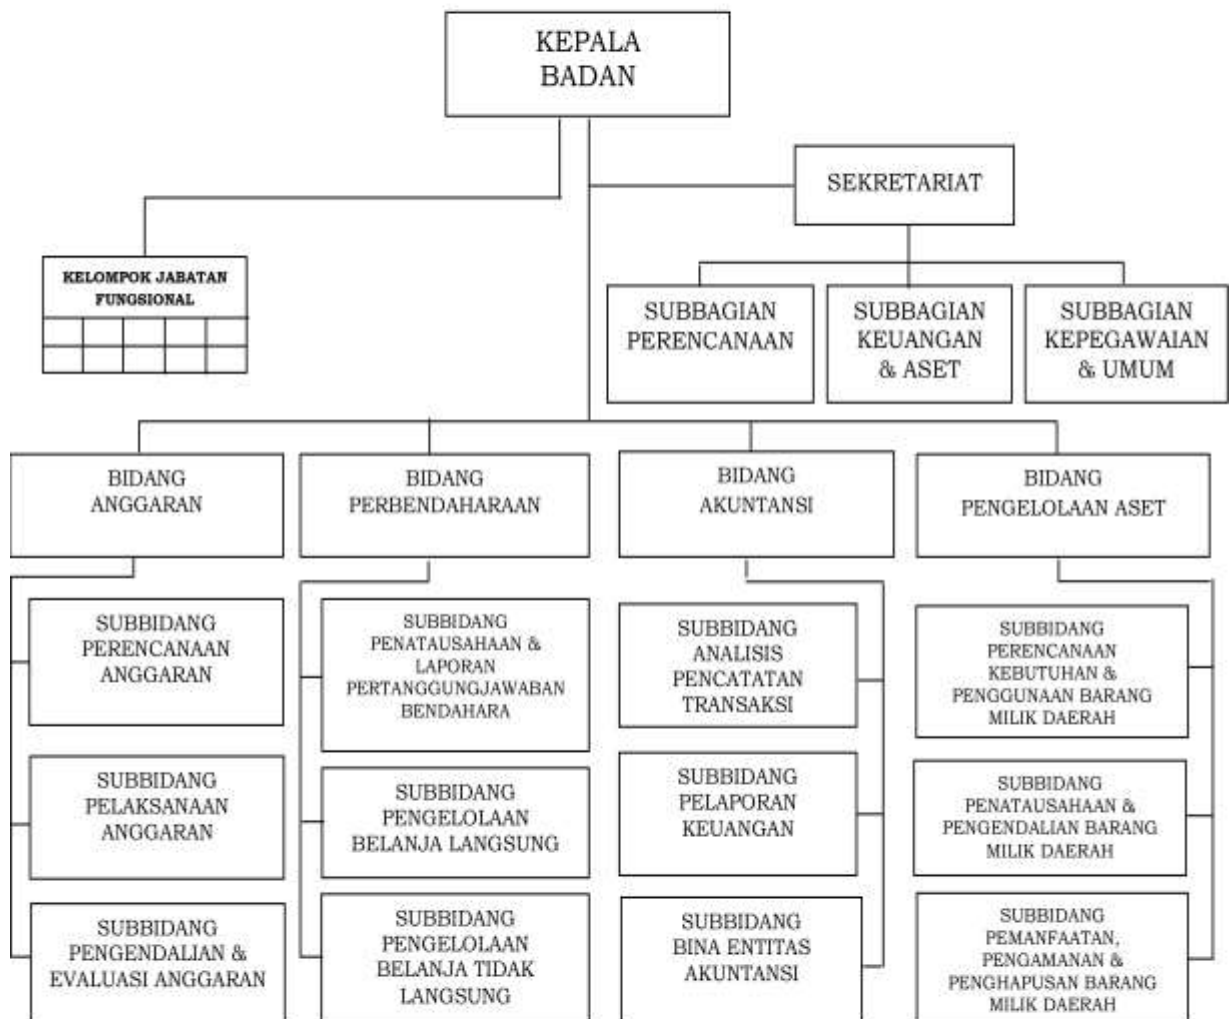 KEPALA
BADAN
SEKRETARIAT
KELOMPOK JABATAN
FUNGSIONAL
SUBBAGIAN
PERENCANAAN
SUBBAGIAN
KEUANGAN
& ASET
SUBBAGIAN
KEPEGAWAIAN
& UMUM
BIDANG
ANGGARAN
BIDANG
PERBENDAHARAAN
BIDANG
AKUNTANSI
BIDANG
PENGELOLAAN ASET
SUBBIDANG
PERENCANAAN
ANGGARAN
SUBBIDANG
PENATAUSAHAAN &
LAPORAN
PERTANGGUNGJAWABAN
BENDAHARA
SUBBIDANG
ANALISIS
PENCATATAN
TRANSAKSI
SUBBIDANG
PERENCANAAN
KEBUTUHAN &
PENGGUNAAN BARANG
MILIK DAERAH
SUBBIDANG
PELAKSANAAN
ANGGARAN
SUBBIDANG
PENGELOLAAN
BELANJA LANGSUNG
SUBBIDANG
PELAPORAN
KEUANGAN
SUBBIDANG
PENATAUSAHAAN &
PENGENDALIAN BARANG
MILIK DAERAH
SUBBIDANG
PENGENDALIAN &
EVALUASI ANGGARAN
SUBBIDANG
PENGELOLAAN
BELANJA TIDAK
LANGSUNG
SUBBIDANG
BINA ENTITAS
AKUNTANSI
SUBBIDANG
PEMANFAATAN,
PENGAMANAN &
PENGHAPUSAN BARANG
MILIK DAERAH